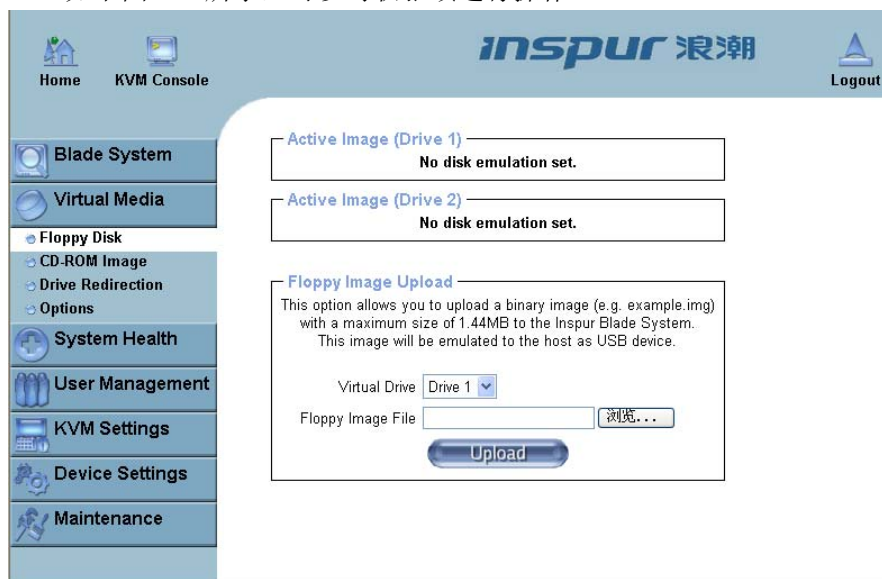 inspur 浪潮
Home
KVM Console
Logout
Blade System
Virtual Media
Floppy Disk
CD-ROM Image
Drive Redirection
Options
System Health
User Management
KVM Settings
Device Settings
Maintenance
Active Image (Drive 1)
No disk emulation set.
Active Image (Drive 2)
No disk emulation set.
Floppy Image Upload
This option allows you to upload a binary image (e.g. example.img)
with a maximum size of 1.44MB to the Inspur Blade System.
This image will be emulated to the host as USB device.
Virtual Drive Drive 1
Floppy Image File 浏览...
Upload